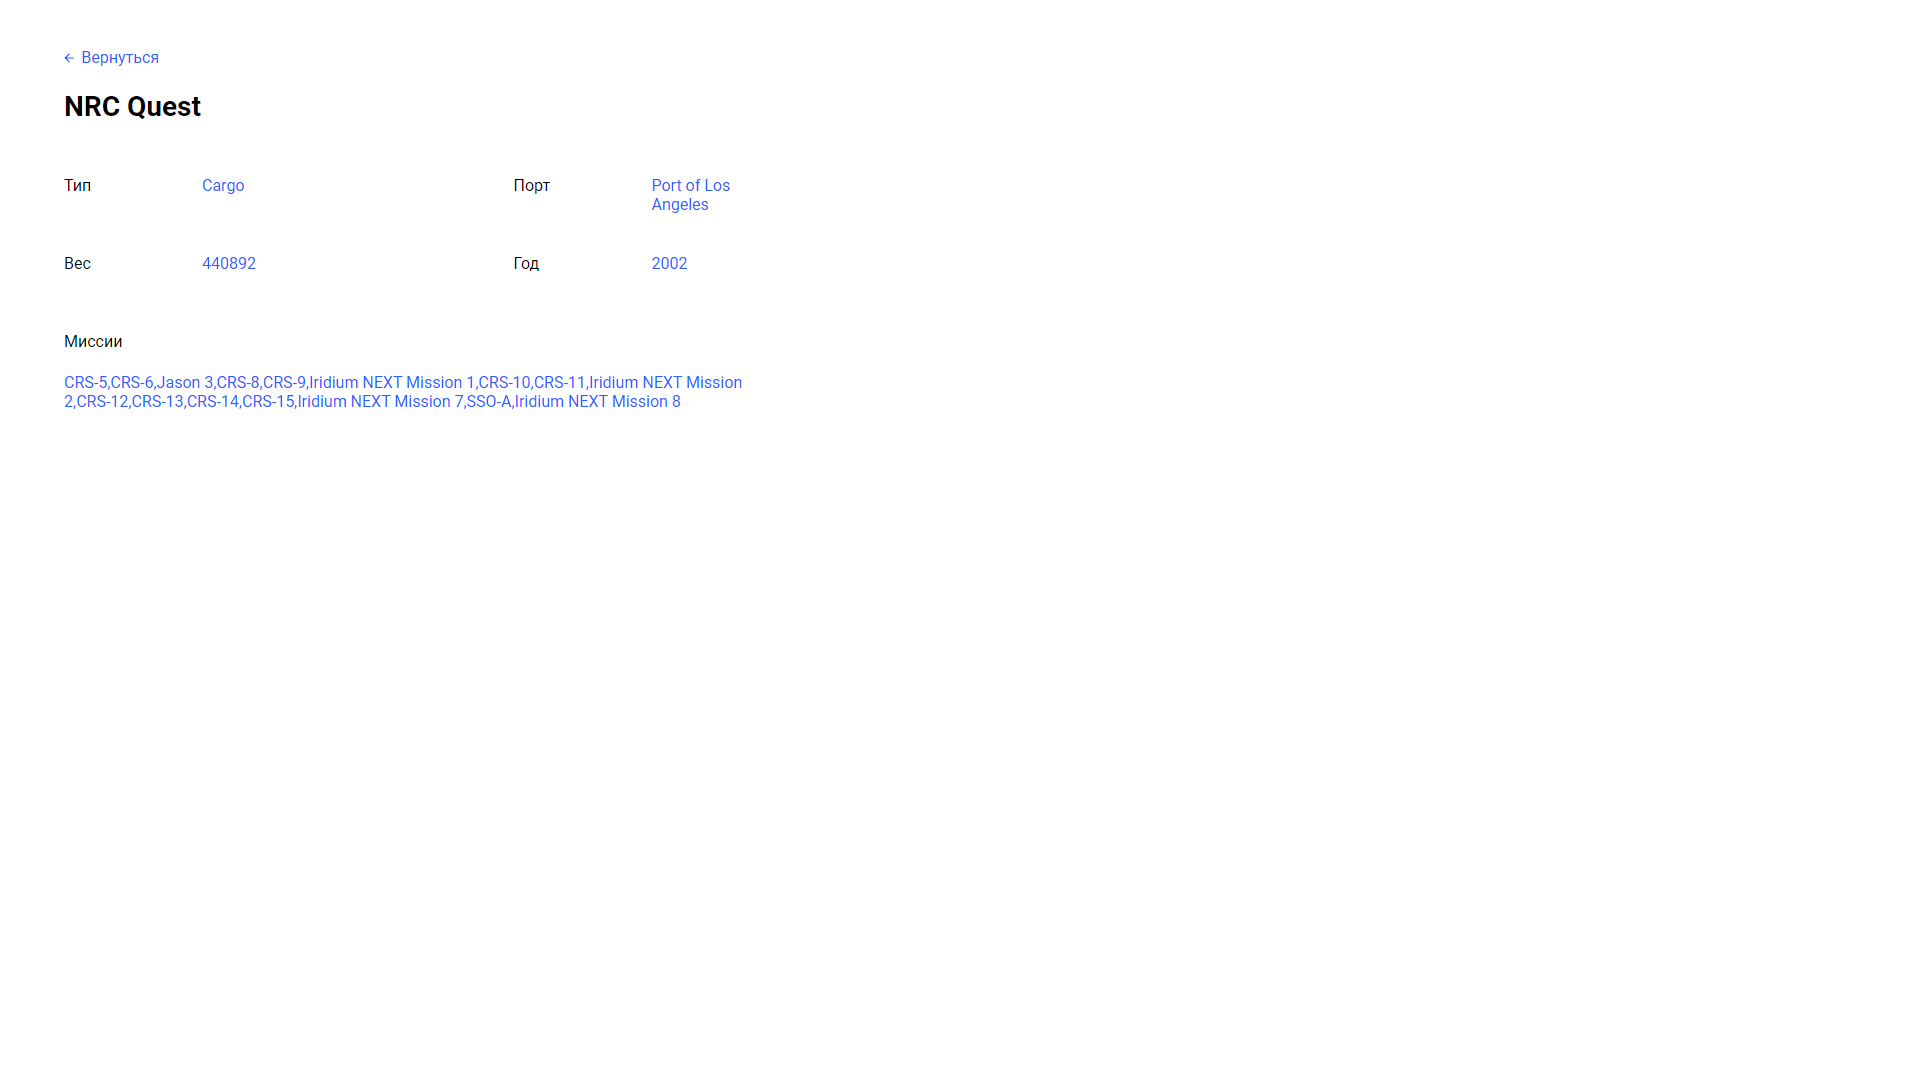 ← Вернуться
NRC Quest
Тип Cargo Порт Port of Los
Angeles
Вес 440892 Год 2002
Миссии
CRS-5,CRS-6,Jason 3,CRS-8,CRS-9,Iridium NEXT Mission 1,CRS-10,CRS-11,Iridium NEXT Mission
2,CRS-12,CRS-13,CRS-14,CRS-15,Iridium NEXT Mission 7,SSO-A,Iridium NEXT Mission 8